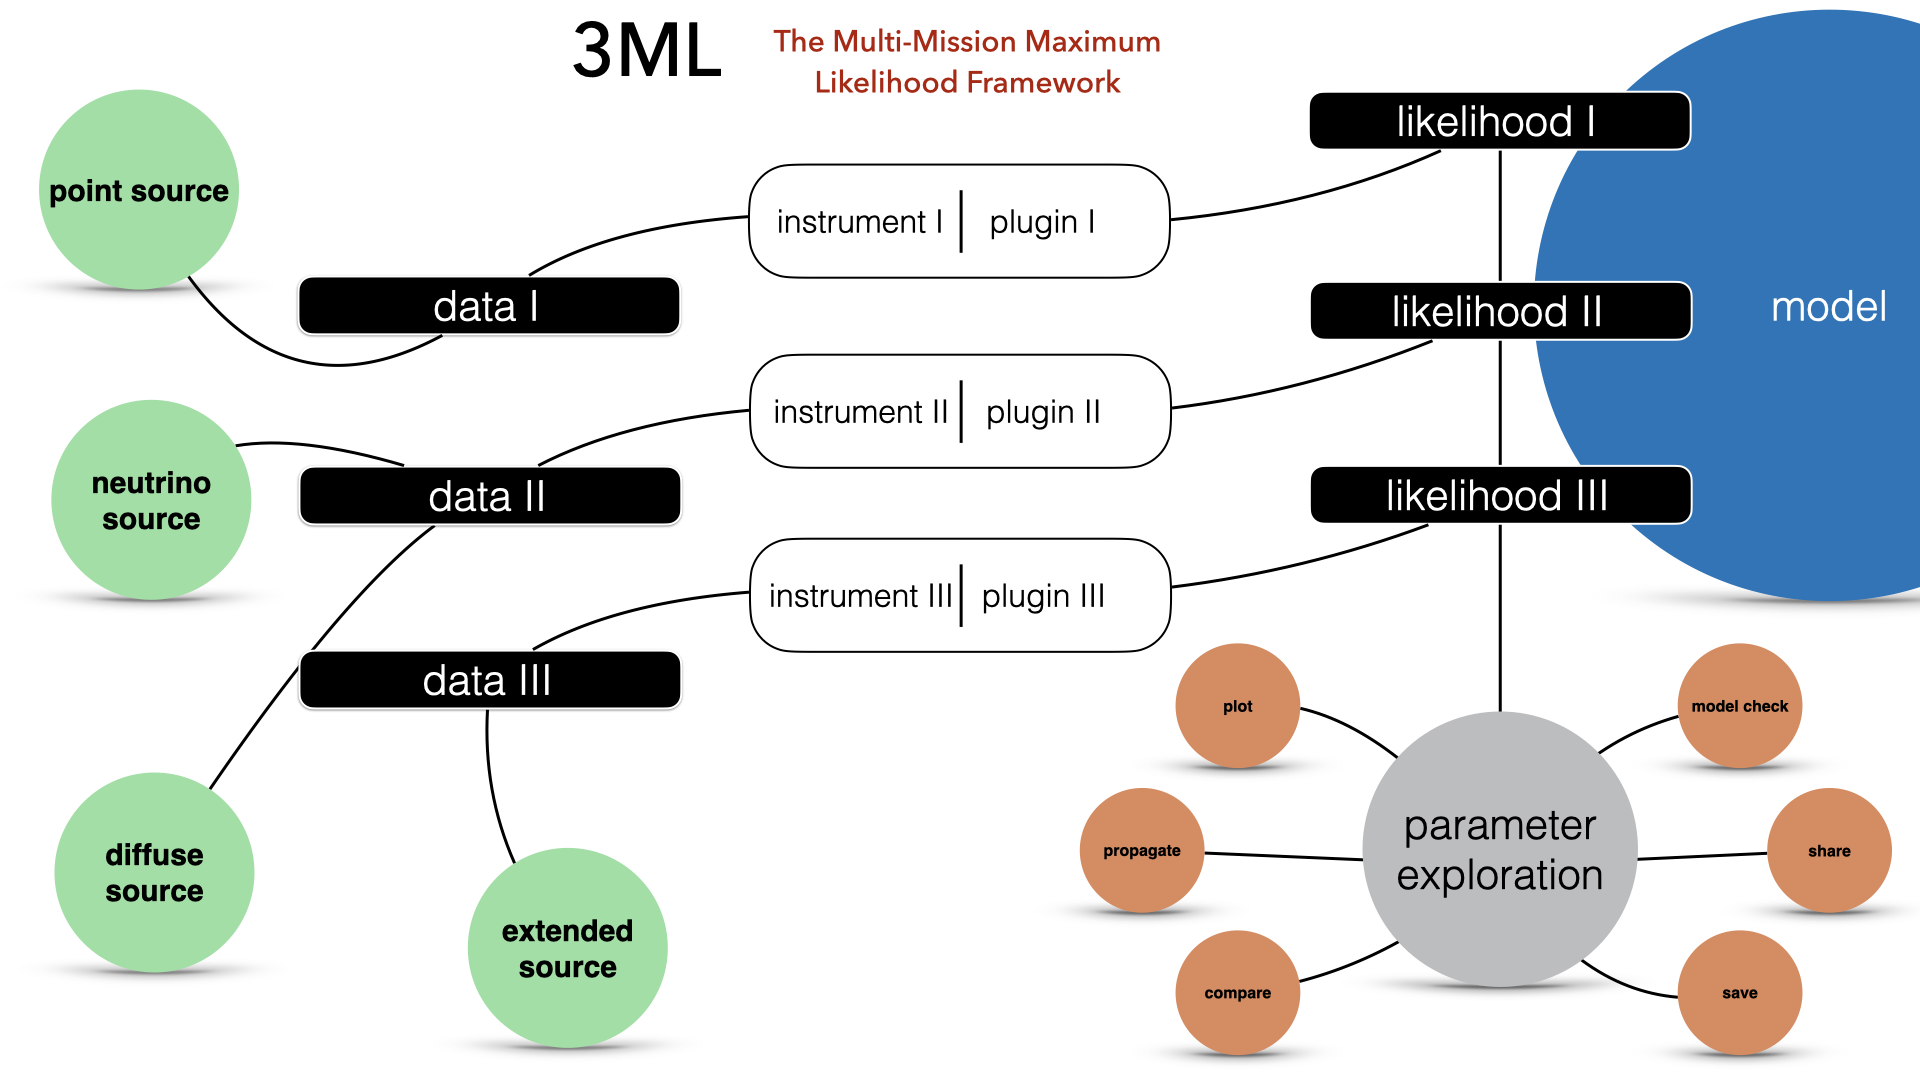 3ML
The Multi-Mission Maximum
Likelihood Framework
point source
data I
instrument I | plugin I
likelihood I
model
neutrino
source
data II
instrument II | plugin II
likelihood II
diffuse
source
data III
instrument III | plugin III
likelihood III
extended
source
parameter
exploration
plot
model check
propagate
share
compare
save